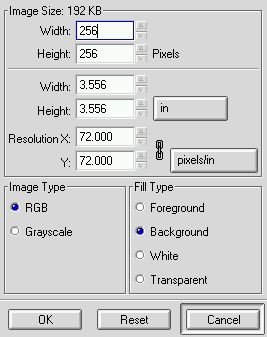 Image Size: 192 KB
Width: 256
Height: 256 Pixels
Width: 3.556
Height: 3.556 in
Resolution X: 72.000
Y: 72.000 pixels/in
Image Type Fill Type
RGB Foreground
Grayscale Background
White
Transparent
OK Reset Cancel